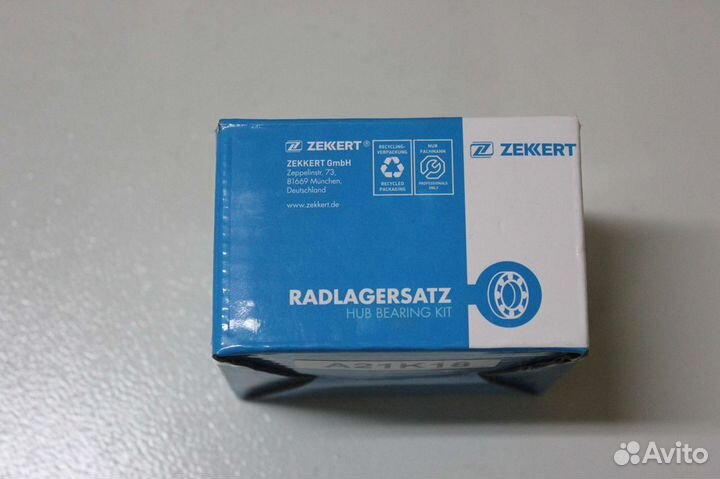 ZEKKERT®
ZEKKERT GmbH
Zeppelinstr. 73,
81669 München,
Deutschland
www.zekkert.de
RECYCLING-
VERPACKUNG
RECYCLED
PACKAGING
NUR
FACHMANN
PROFESSIONALS
ONLY
ZEKKERT
RADLAGERSATZ
HUB BEARING KIT
A21K18
Avito